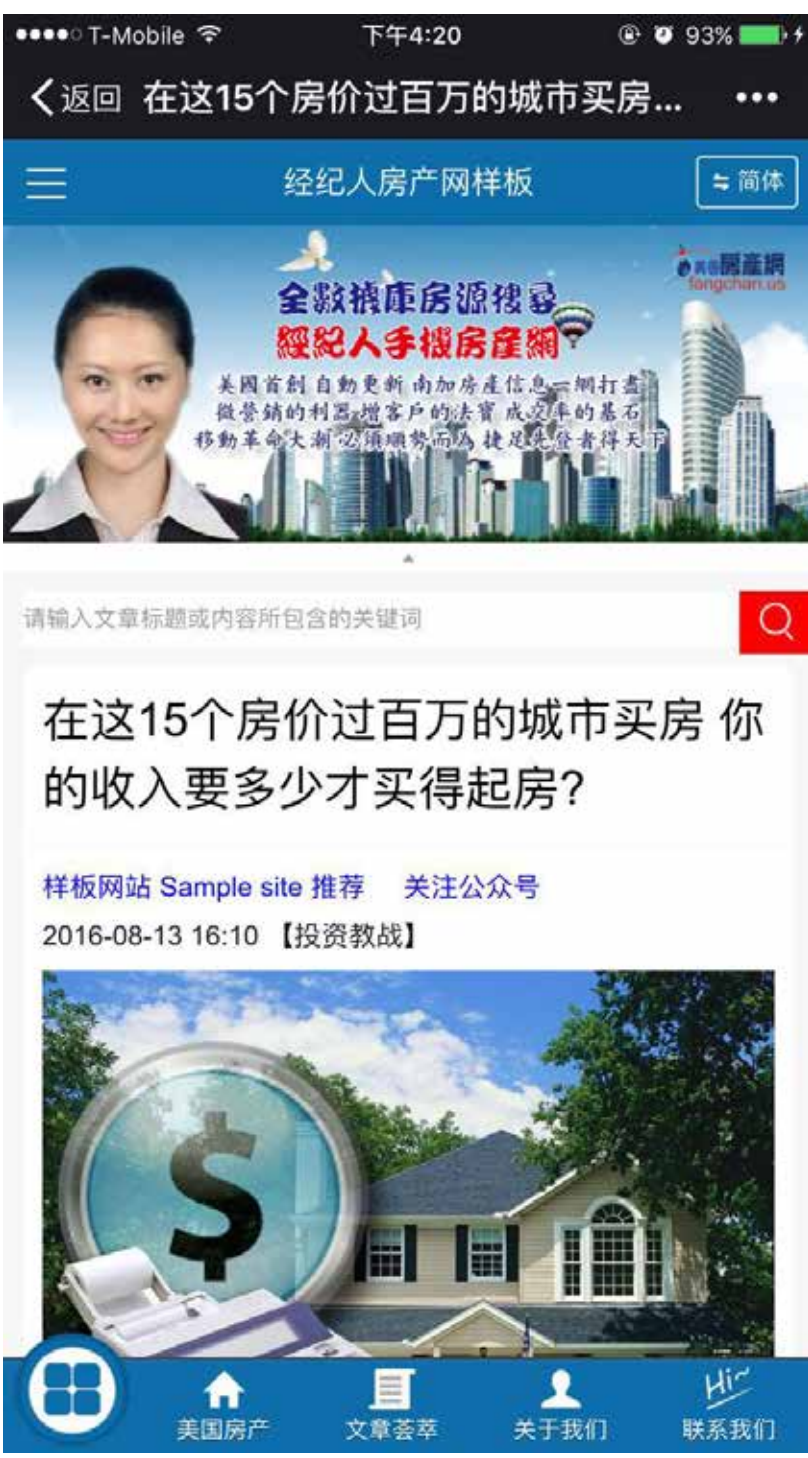 T-Mobile 下午4:20 93%
返回 在这15个房价过百万的城市买房... •••
经纪人房产网样板 简体
美国房產網
fangchan.us
全數據庫房源搜尋
經紀人手機房產網
美國首創 自動更新 南加房產信息一網打盡
微營銷的利器 增客戶的法寶 成交率的基石
移動革命大潮 必須順勢而為 捷足先登者得天下
请输入文章标题或内容所包含的关键词
在这15个房价过百万的城市买房 你
的收入要多少才买得起房?
样板网站 Sample site 推荐 关注公众号
2016-08-13 16:10 【投资教战】
$
Hi~
美国房产 文章荟萃 关于我们 联系我们